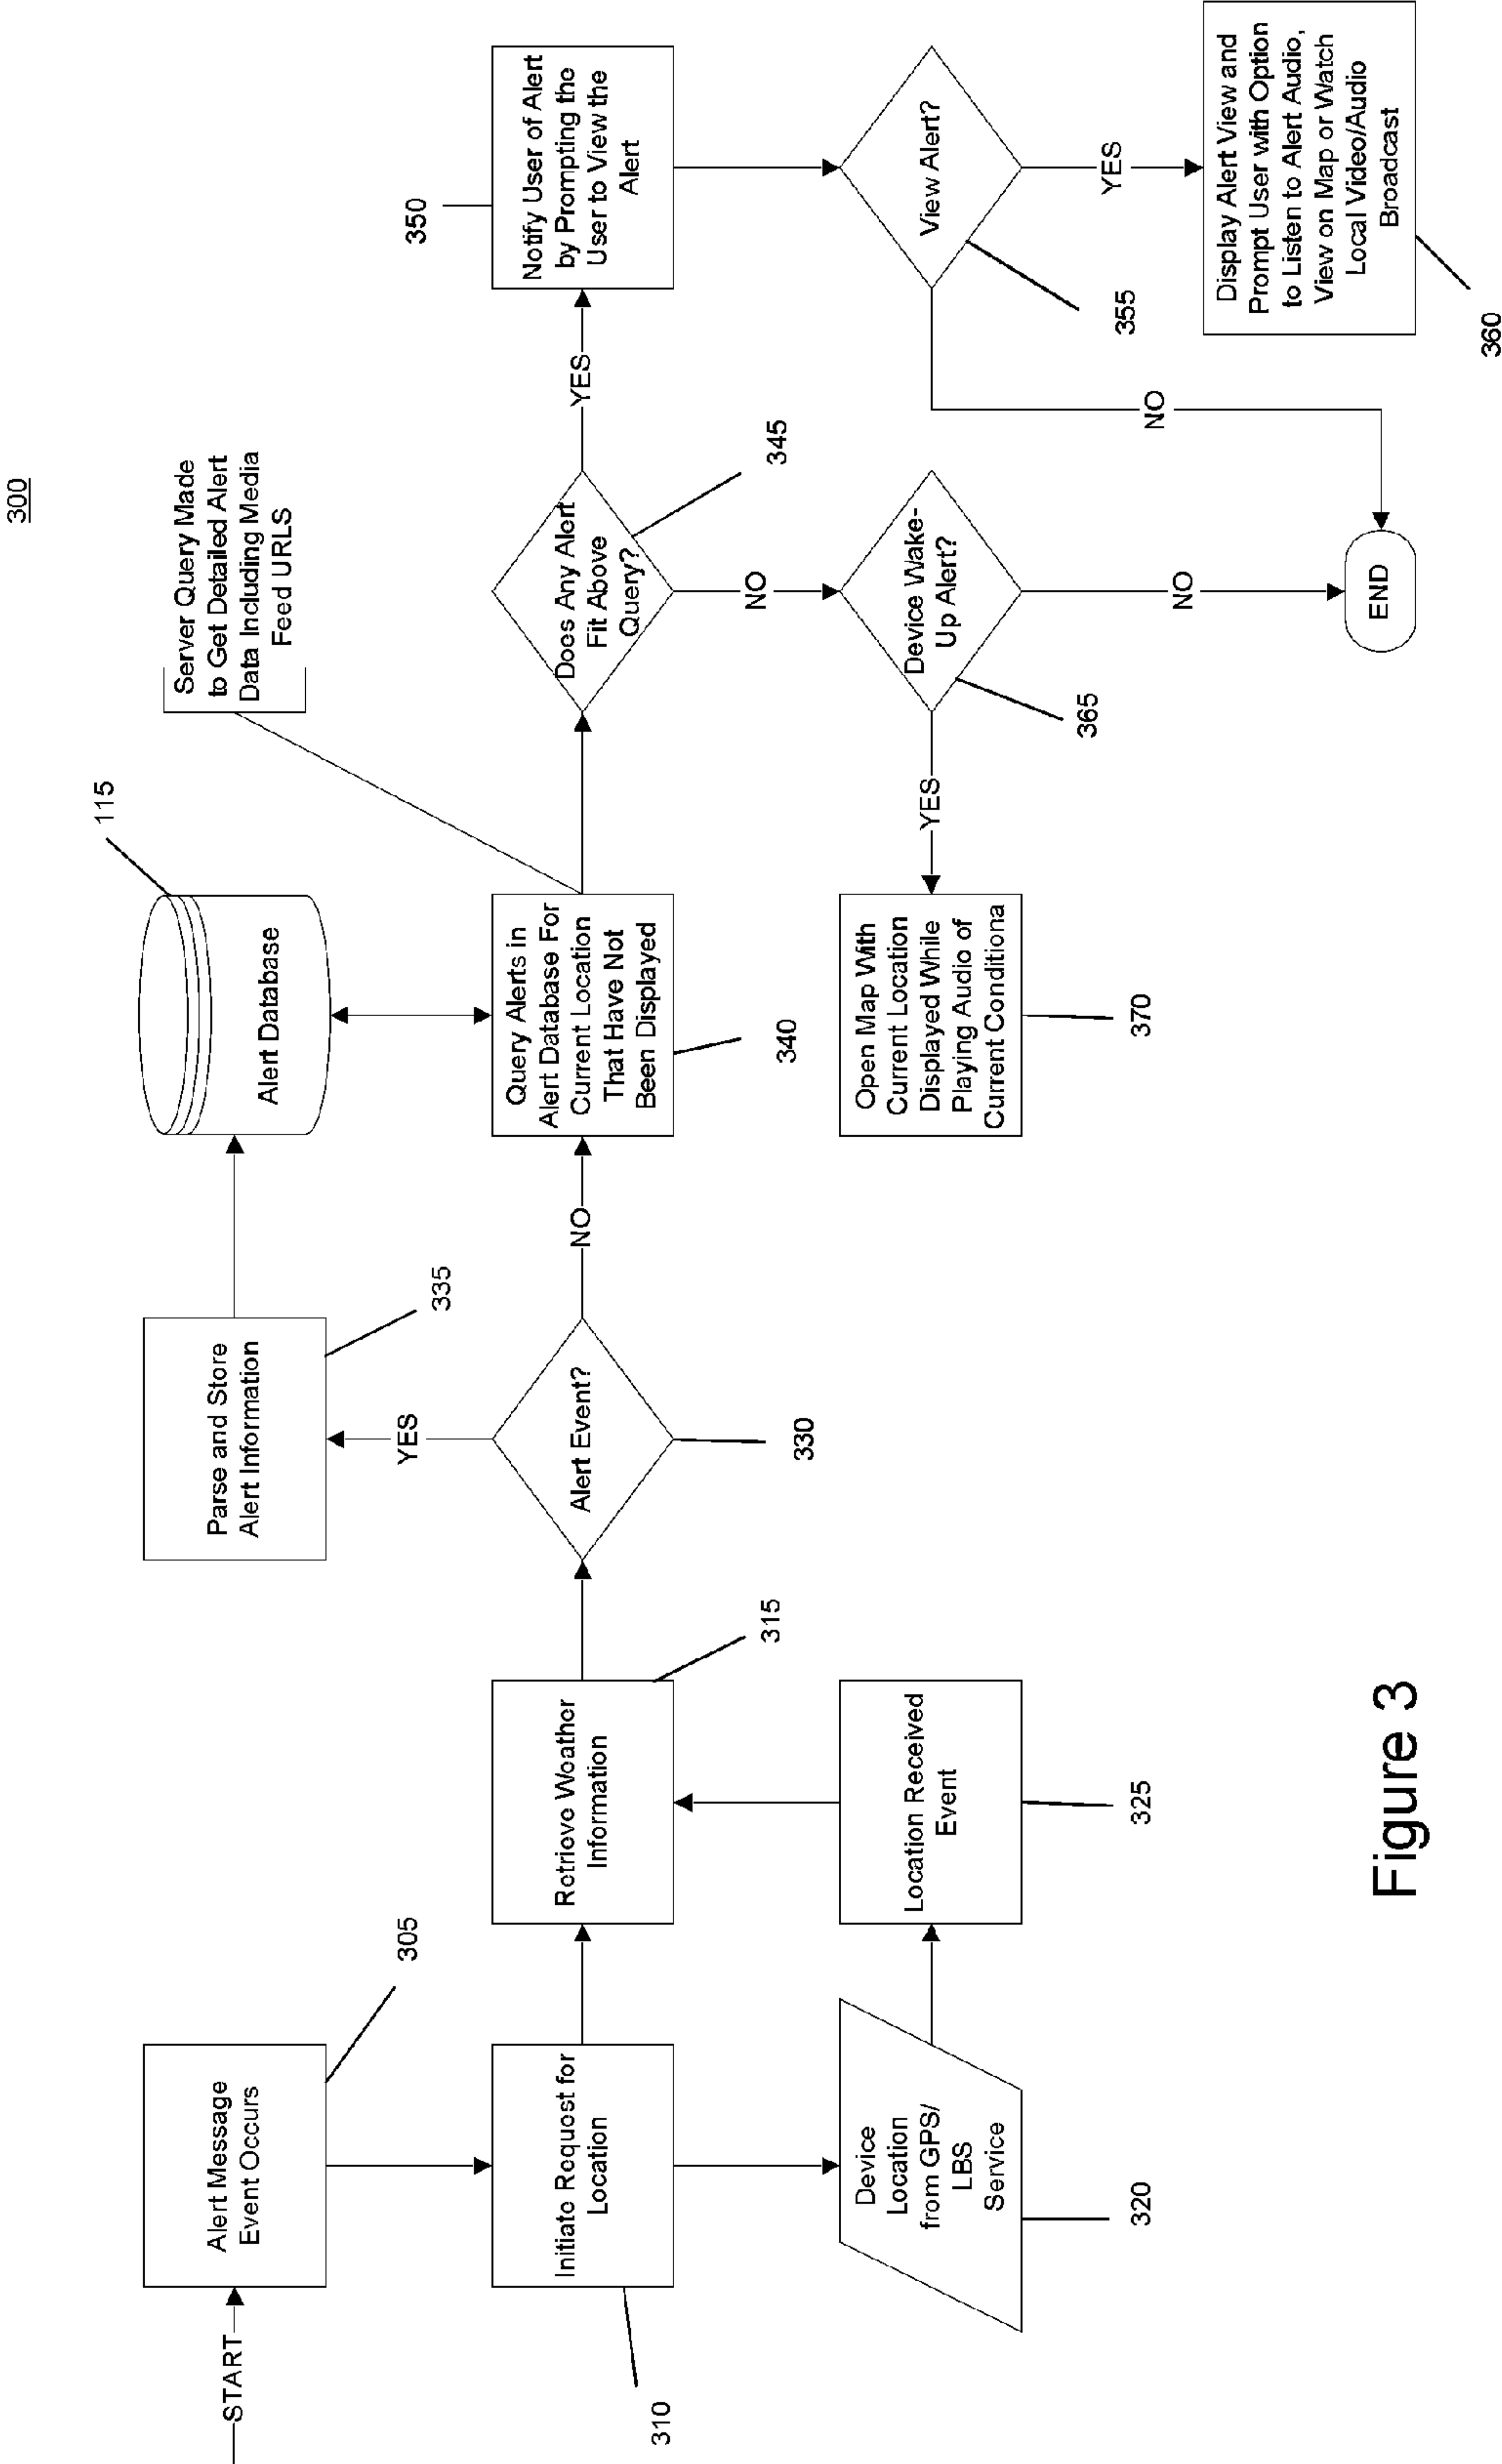 300
START
Alert Message
Event Occurs
305
Initiate Request for
Location
310
Device
Location
from GPS/
LBS
Service
320
Location Received
Event
325
Retrieve Weather
Information
315
Alert Event?
330
YES
Parse and Store
Alert Information
335
Alert Database
115
NO
Query Alerts in
Alert Database For
Current Location
That Have Not
Been Displayed
340
Server Query Made
to Get Detailed Alert
Data Including Media
Feed URLS
Does Any Alert
Fit Above
Query?
345
YES
Notify User of Alert
by Prompting the
User to View the
Alert
350
View Alert?
355
YES
Display Alert View and
Prompt User with Option
to Listen to Alert Audio,
View on Map or Watch
Local Video/Audio
Broadcast
360
NO
NO
Device Wake-
Up Alert?
365
YES
Open Map With
Current Location
Displayed While
Playing Audio of
Current Conditiona
370
NO
END
Figure 3